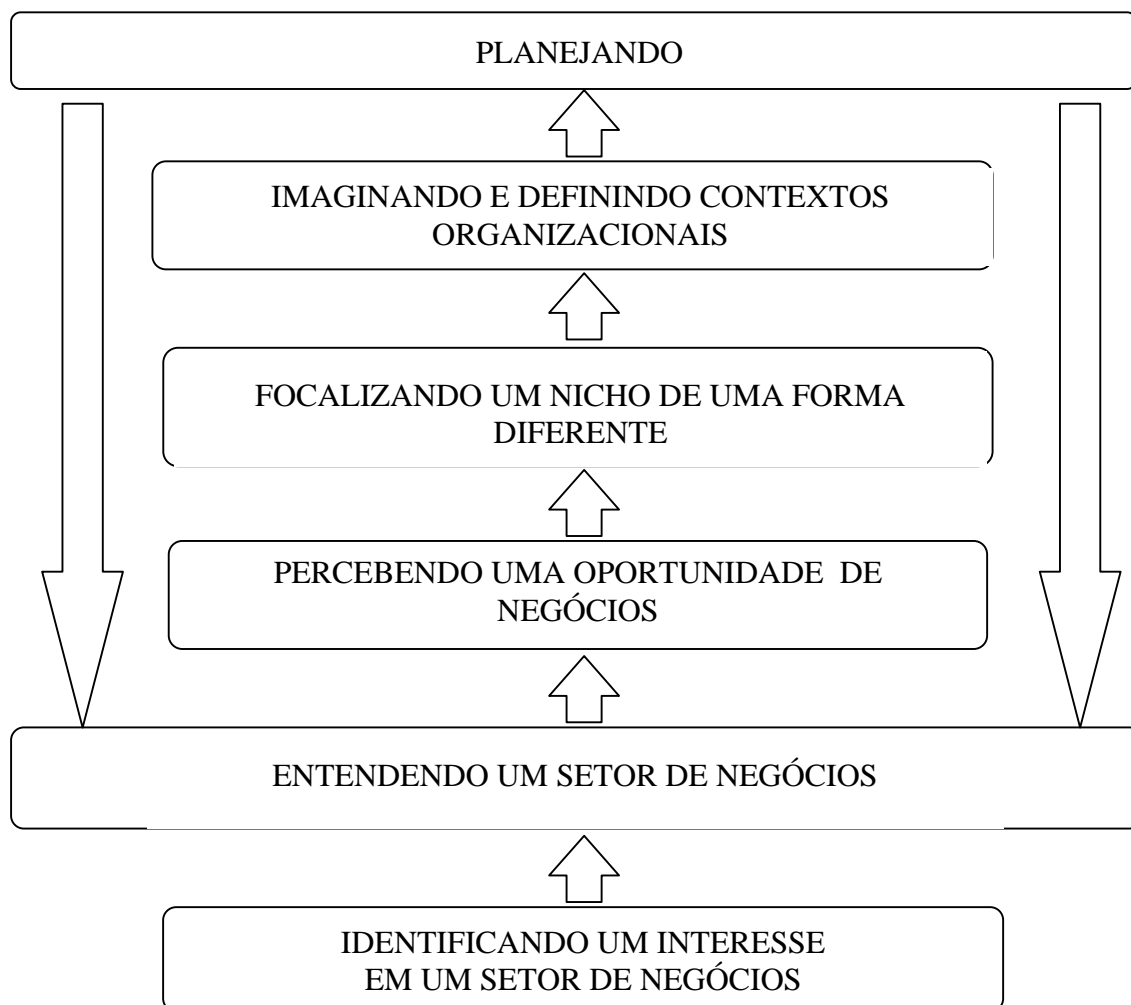 PLANEJANDO
IMAGINANDO E DEFININDO CONTEXTOS
ORGANIZACIONAIS
FOCALIZANDO UM NICHO DE UMA FORMA
DIFERENTE
PERCEBENDO UMA OPORTUNIDADE DE
NEGÓCIOS
ENTENDENDO UM SETOR DE NEGÓCIOS
IDENTIFICANDO UM INTERESSE
EM UM SETOR DE NEGÓCIOS